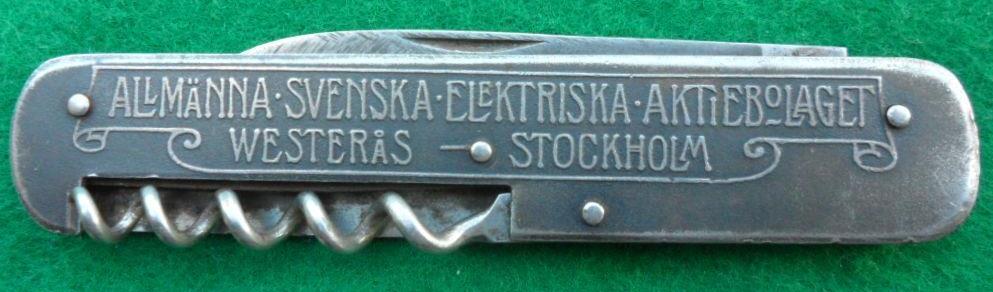 ALLMÄNNA · SVENSKA · ELEKTRISKA · AKTIEBOLAGET
WESTERÅS — STOCKHOLM